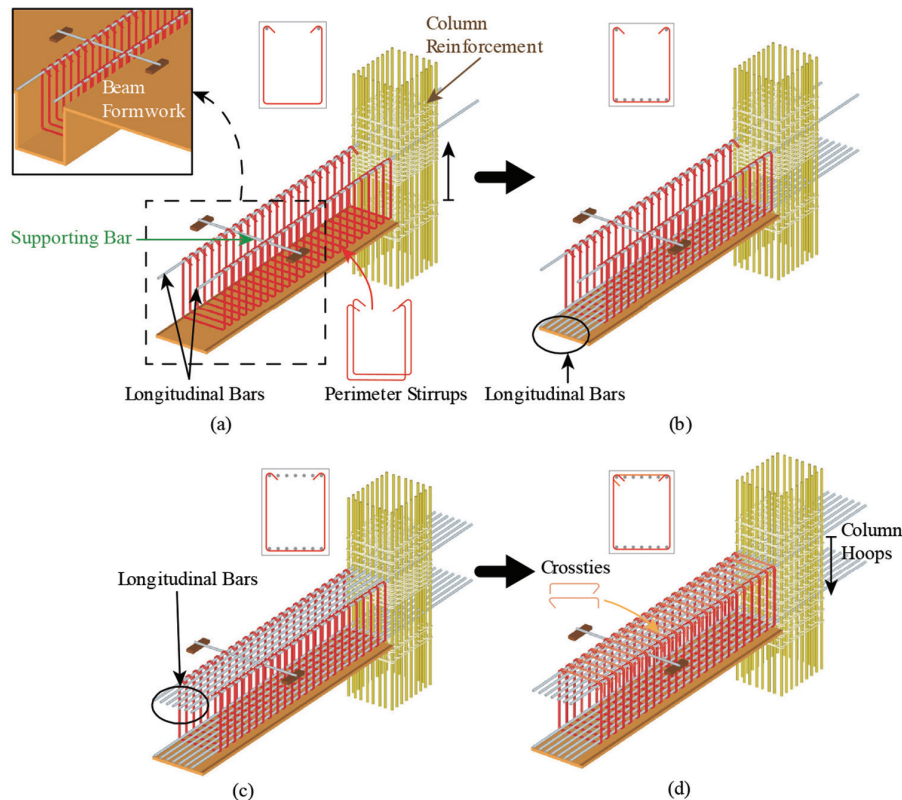 Column
Reinforcement
Beam
Formwork
Supporting Bar
Longitudinal Bars
Perimeter Stirrups
(a)
Longitudinal Bars
(b)
Longitudinal Bars
(c)
Crossties
Column
Hoops
(d)